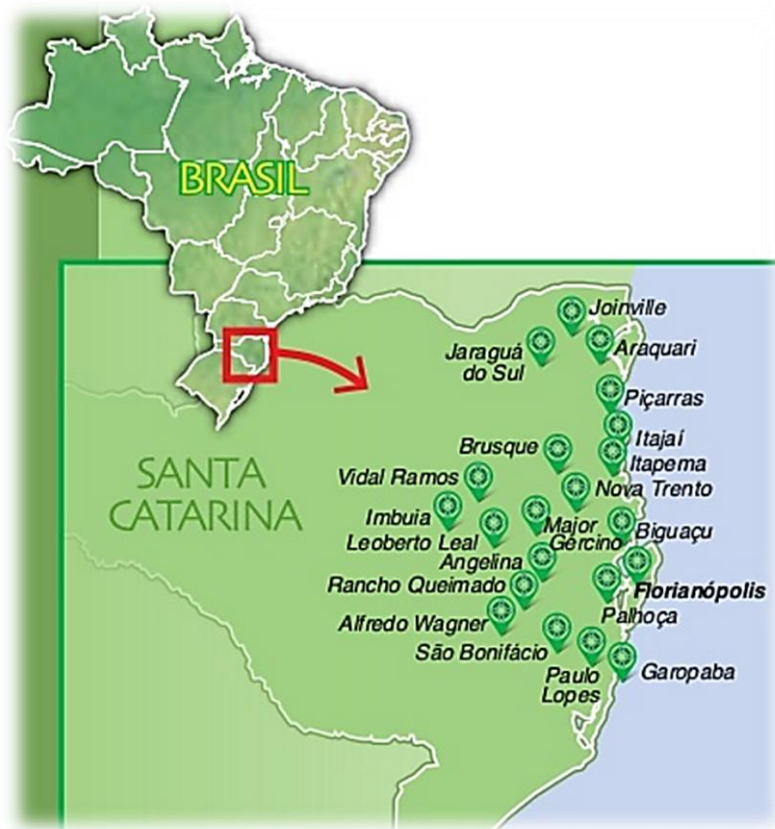 BRASIL
SANTA
CATARINA
Joinville
Jaraguá
do Sul
Araquari
Piçarras
Itajaí
Brusque
Itapema
Vidal Ramos
Nova Trento
Imbuia
Major
Gércino
Biguaçu
Leoberto Leal
Angelina
Rancho Queimado
Florianópolis
Palhoça
Alfredo Wagner
São Bonifácio
Paulo
Lopes
Garopaba